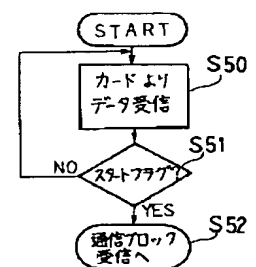 START
カードより
データ受信
S50
スタートフラグ?
S51
NO
YES
通信ブロック
受信へ
S52